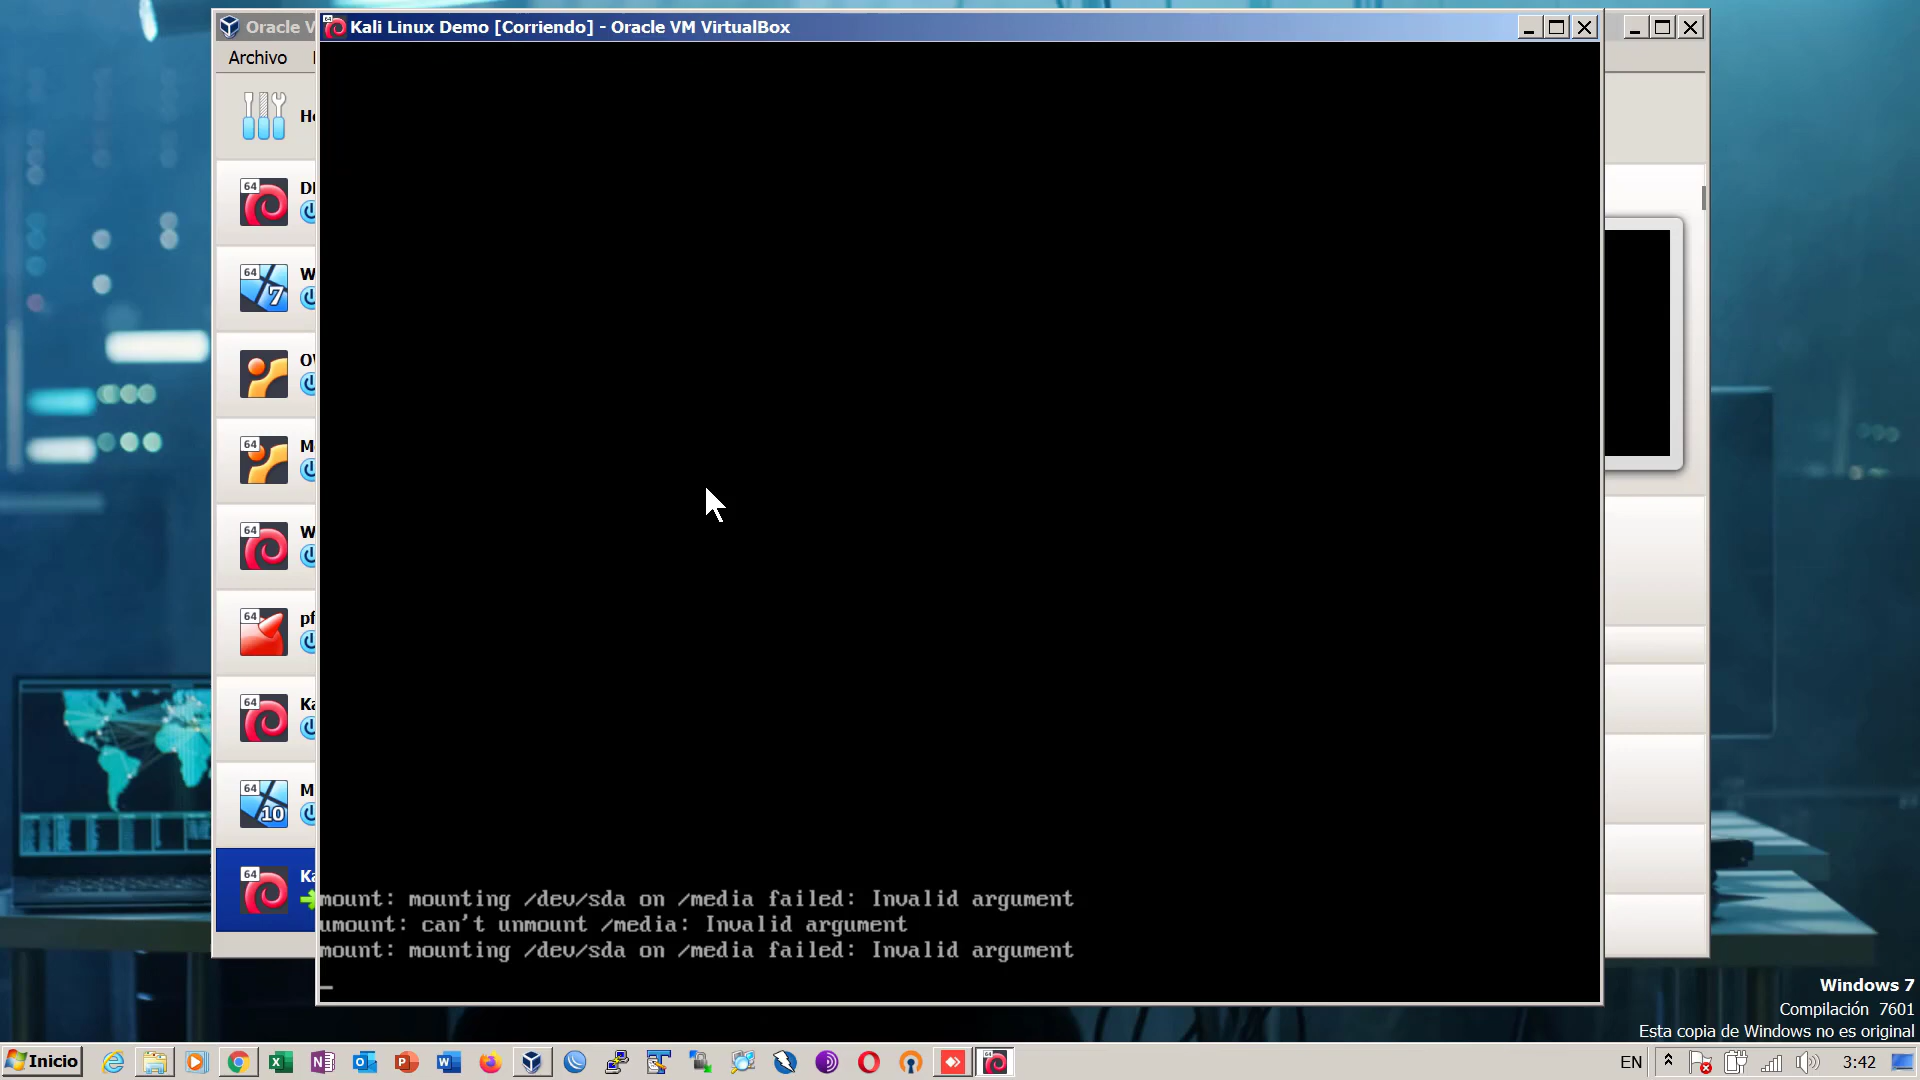 Oracle V
Kali Linux Demo [Corriendo] - Oracle VM VirtualBox
Archivo
64
64
7
64
64
64
64
64
10
64
mount: mounting /dev/sda on /media failed: Invalid argument
umount: can't unmount /media: Invalid argument
mount: mounting /dev/sda on /media failed: Invalid argument
_
Windows 7
Compilación 7601
Esta copia de Windows no es original
Inicio
EN
3:42